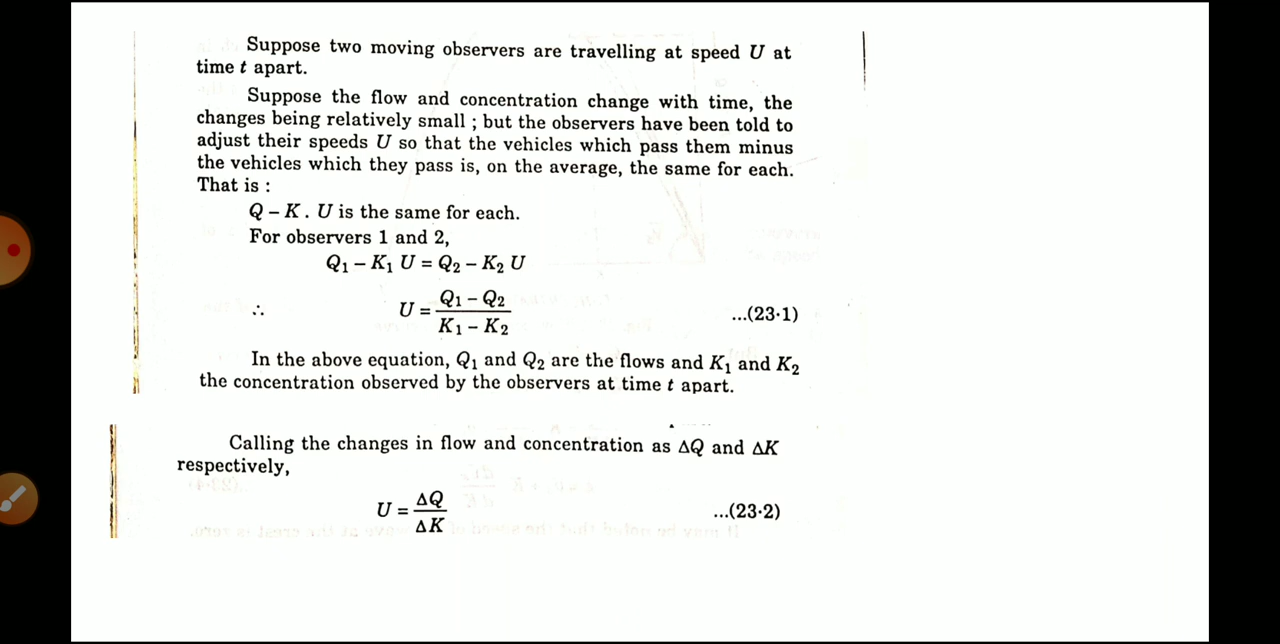 Suppose two moving observers are travelling at speed U at
time t apart.
Suppose the flow and concentration change with time, the
changes being relatively small ; but the observers have been told to
adjust their speeds U so that the vehicles which pass them minus
the vehicles which they pass is, on the average, the same for each.
That is :
Q – K . U is the same for each.
For observers 1 and 2,
Q₁ – K₁ U = Q₂ – K₂ U
∴ U = (Q₁ – Q₂) / (K₁ – K₂) ...(23·1)
In the above equation, Q₁ and Q₂ are the flows and K₁ and K₂
the concentration observed by the observers at time t apart.
Calling the changes in flow and concentration as ΔQ and ΔK
respectively,
U = ΔQ / ΔK ...(23·2)